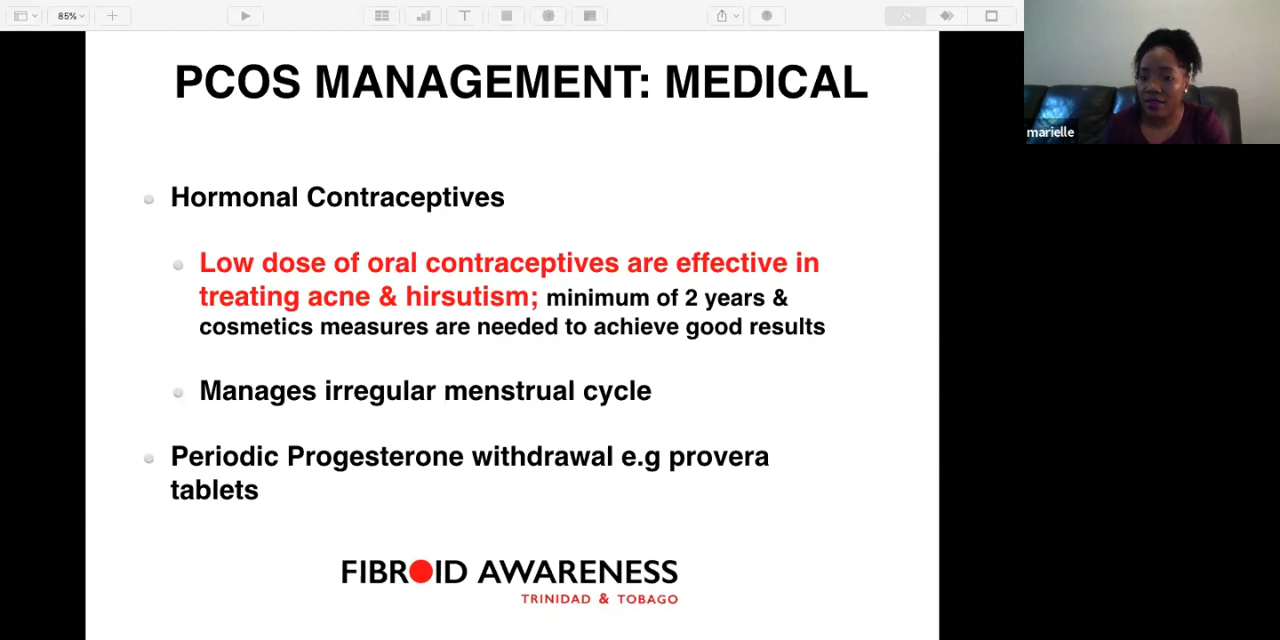 85%
PCOS MANAGEMENT: MEDICAL
marielle
Hormonal Contraceptives
Low dose of oral contraceptives are effective in
treating acne & hirsutism; minimum of 2 years &
cosmetics measures are needed to achieve good results
Manages irregular menstrual cycle
Periodic Progesterone withdrawal e.g provera
tablets
FIBROID AWARENESS
TRINIDAD & TOBAGO